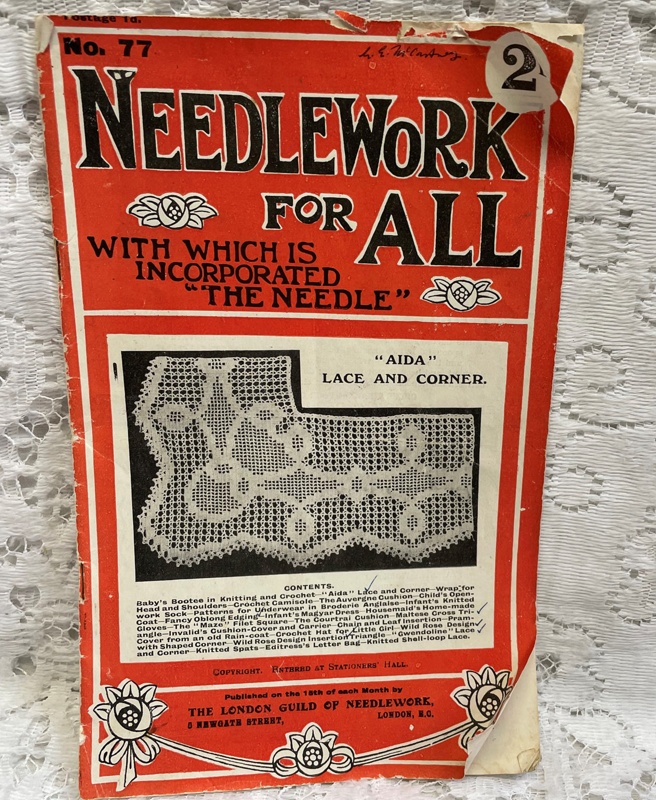 Postage 1d.
No. 77
2
NEEDLEWORK
FOR ALL
WITH WHICH IS
INCORPORATED
"THE NEEDLE"
"AIDA"
LACE AND CORNER.
CONTENTS.
Baby's Bootee in Knitting and Crochet—"Aida" Lace and Corner—Wrap for
Head and Shoulders—Crochet Camisole—The Auvergne Cushion—Child's Open-
work Sock—Patterns for Underwear in Broderie Anglaise—Infant's Knitted
Coat—Fancy Oblong Edging—Infant's Magyar Dress—Housemaid's Home-made
Gloves—The "Maze" Filet Square—The Courtrai Cushion—Maltese Cross Tri-
angle—Invalid's Cushion-Cover and Carrier—Chain and Leaf Insertion—Pram-
Cover from an old Rain-coat—Crochet Hat for Little Girl—Wild Rose Design
with Shaped Corner—Wild Rose Design Insertion Triangle—"Gwendoline" Lace
and Corner—Knitted Spats—Editress's Letter Bag—Knitted Shell-loop Lace.
COPYRIGHT. ENTERED AT STATIONERS' HALL.
Published on the 15th of each Month by
THE LONDON GUILD OF NEEDLEWORK,
5 NEWGATE STREET, LONDON, E.C.